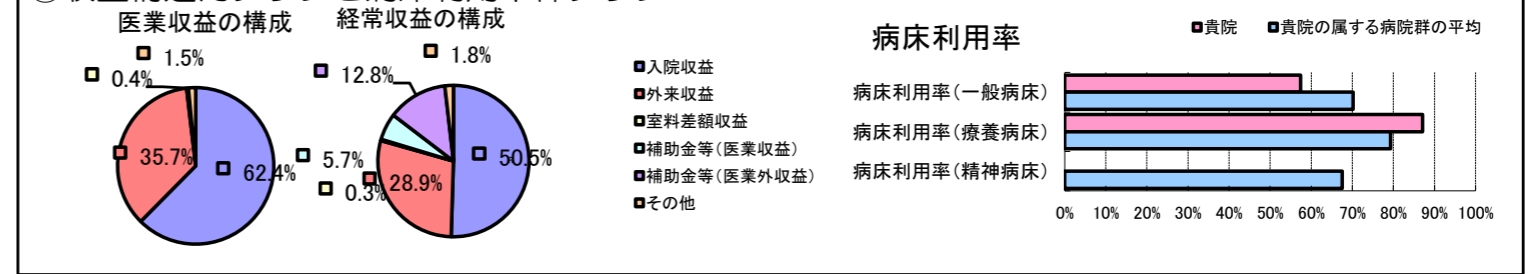 医業収益の構成
1.5%
0.4%
35.7%
62.4%
経常収益の構成
1.8%
12.8%
5.7%
0.3%
28.9%
50.5%
入院収益
外来収益
室料差額収益
補助金等(医業収益)
補助金等(医業外収益)
その他
病床利用率
貴院 貴院の属する病院群の平均
病床利用率(一般病床)
病床利用率(療養病床)
病床利用率(精神病床)
0% 10% 20% 30% 40% 50% 60% 70% 80% 90% 100%